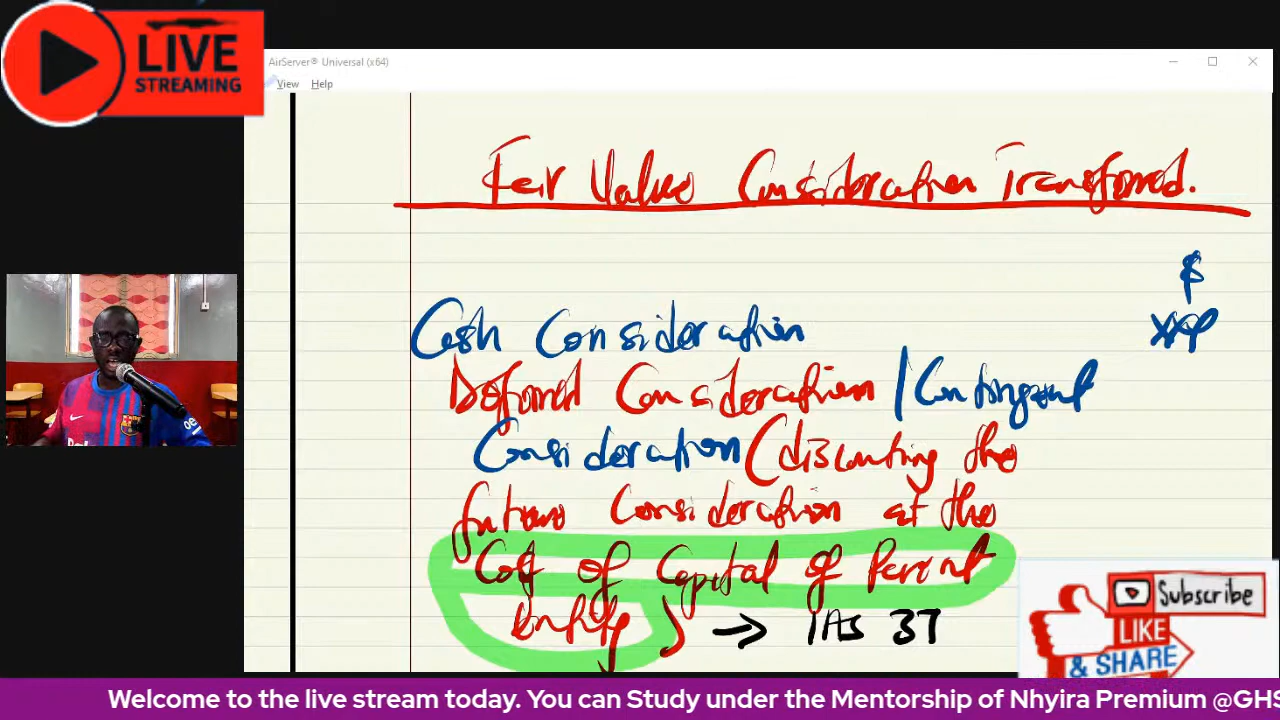 LIVE
STREAMING
AirServer® Universal (x64)
View Help
Fair Value Consideration Transferred.
$
Cash Consideration xxx
Deferred Consideration / Contingent
Consideration (discounting the
future Consideration at the
Cost of Capital of Parent
entity) → IAS 37
Subscribe
LIKE
& SHARE
Welcome to the live stream today. You can Study under the Mentorship of Nhyira Premium @GHS